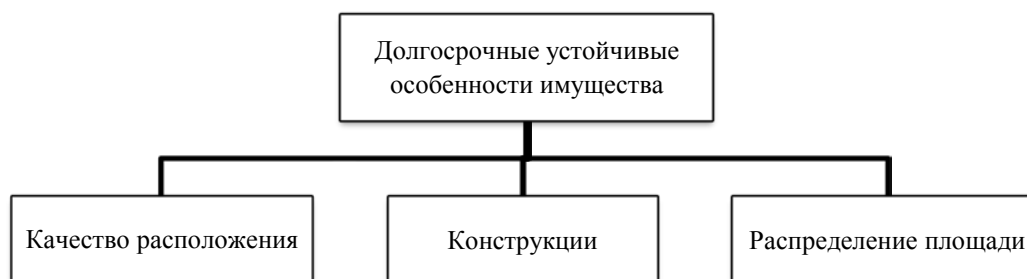 Долгосрочные устойчивые
особенности имущества
Качество расположения
Конструкции
Распределение площади